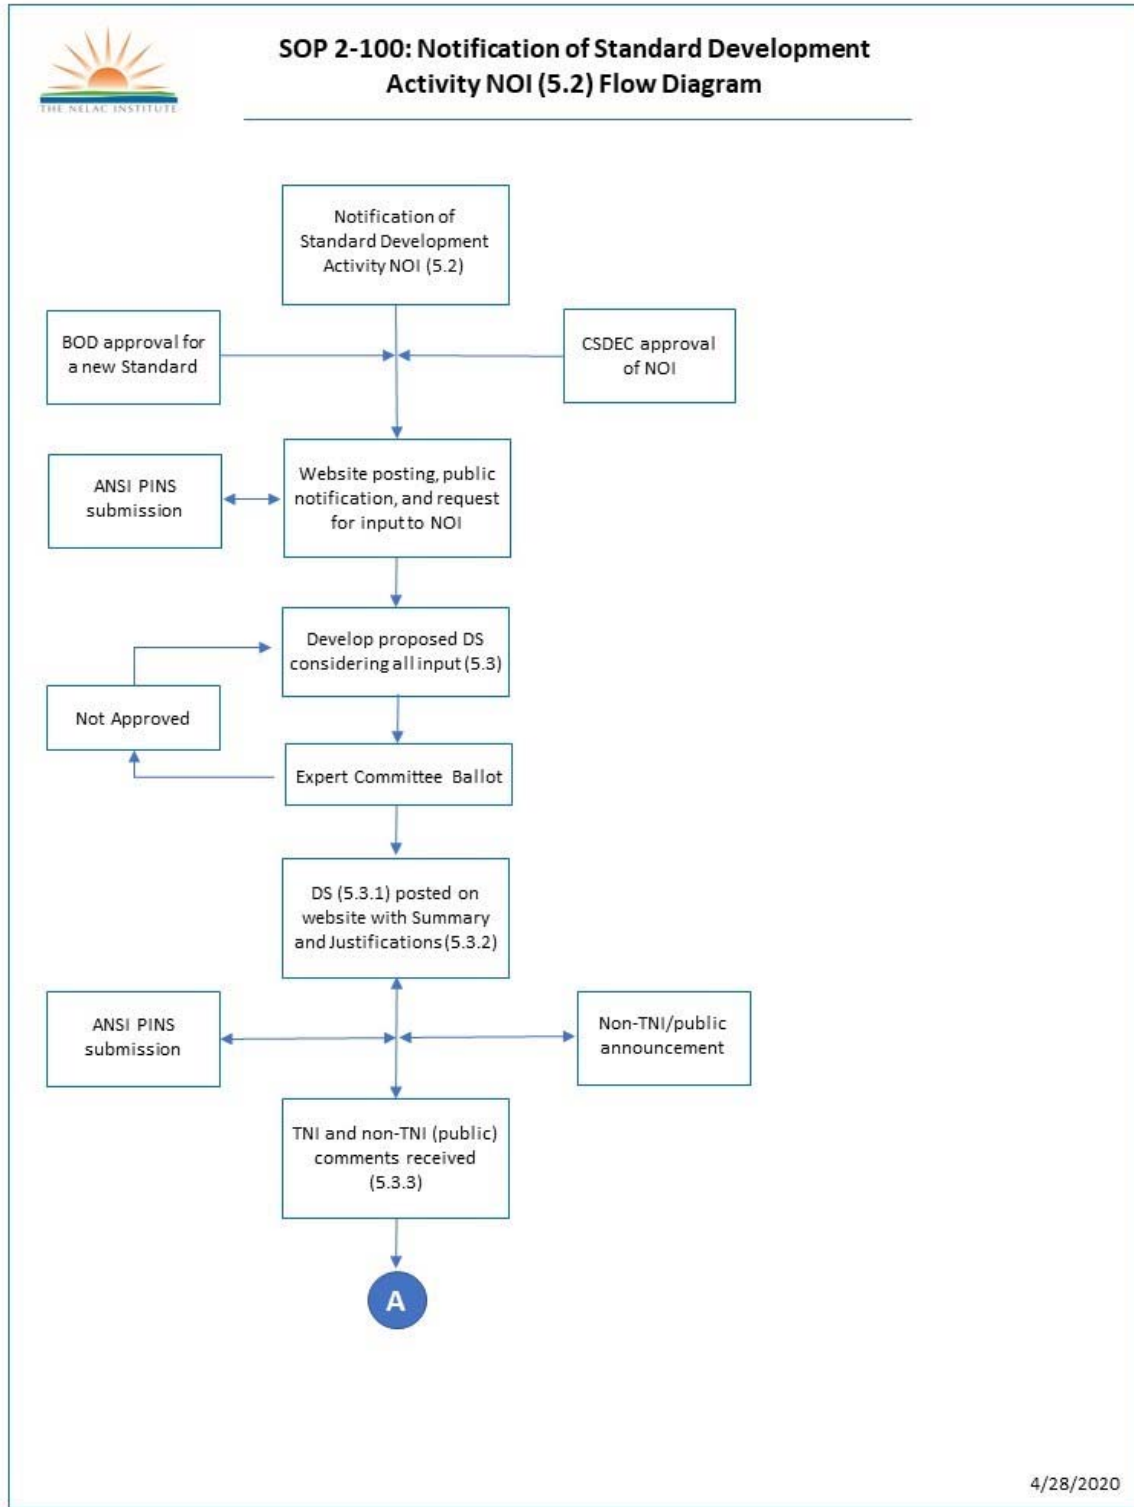 SOP 2-100: Notification of Standard Development
Activity NOI (5.2) Flow Diagram
THE NELAC INSTITUTE
Notification of
Standard Development
Activity NOI (5.2)
BOD approval for
a new Standard
CSDEC approval
of NOI
ANSI PINS
submission
Website posting, public
notification, and request
for input to NOI
Develop proposed DS
considering all input (5.3)
Not Approved
Expert Committee Ballot
DS (5.3.1) posted on
website with Summary
and Justifications (5.3.2)
ANSI PINS
submission
Non-TNI/public
announcement
TNI and non-TNI (public)
comments received
(5.3.3)
A
4/28/2020